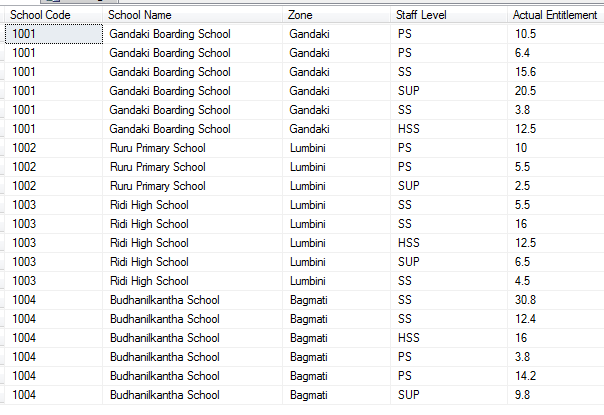 School Code School Name Zone Staff Level Actual Entitlement
1001 Gandaki Boarding School Gandaki PS 10.5
1001 Gandaki Boarding School Gandaki PS 6.4
1001 Gandaki Boarding School Gandaki SS 15.6
1001 Gandaki Boarding School Gandaki SUP 20.5
1001 Gandaki Boarding School Gandaki SS 3.8
1001 Gandaki Boarding School Gandaki HSS 12.5
1002 Ruru Primary School Lumbini PS 10
1002 Ruru Primary School Lumbini PS 5.5
1002 Ruru Primary School Lumbini SUP 2.5
1003 Ridi High School Lumbini SS 5.5
1003 Ridi High School Lumbini SS 16
1003 Ridi High School Lumbini HSS 12.5
1003 Ridi High School Lumbini SUP 6.5
1003 Ridi High School Lumbini SS 4.5
1004 Budhanilkantha School Bagmati SS 30.8
1004 Budhanilkantha School Bagmati SS 12.4
1004 Budhanilkantha School Bagmati HSS 16
1004 Budhanilkantha School Bagmati PS 3.8
1004 Budhanilkantha School Bagmati PS 14.2
1004 Budhanilkantha School Bagmati SUP 9.8